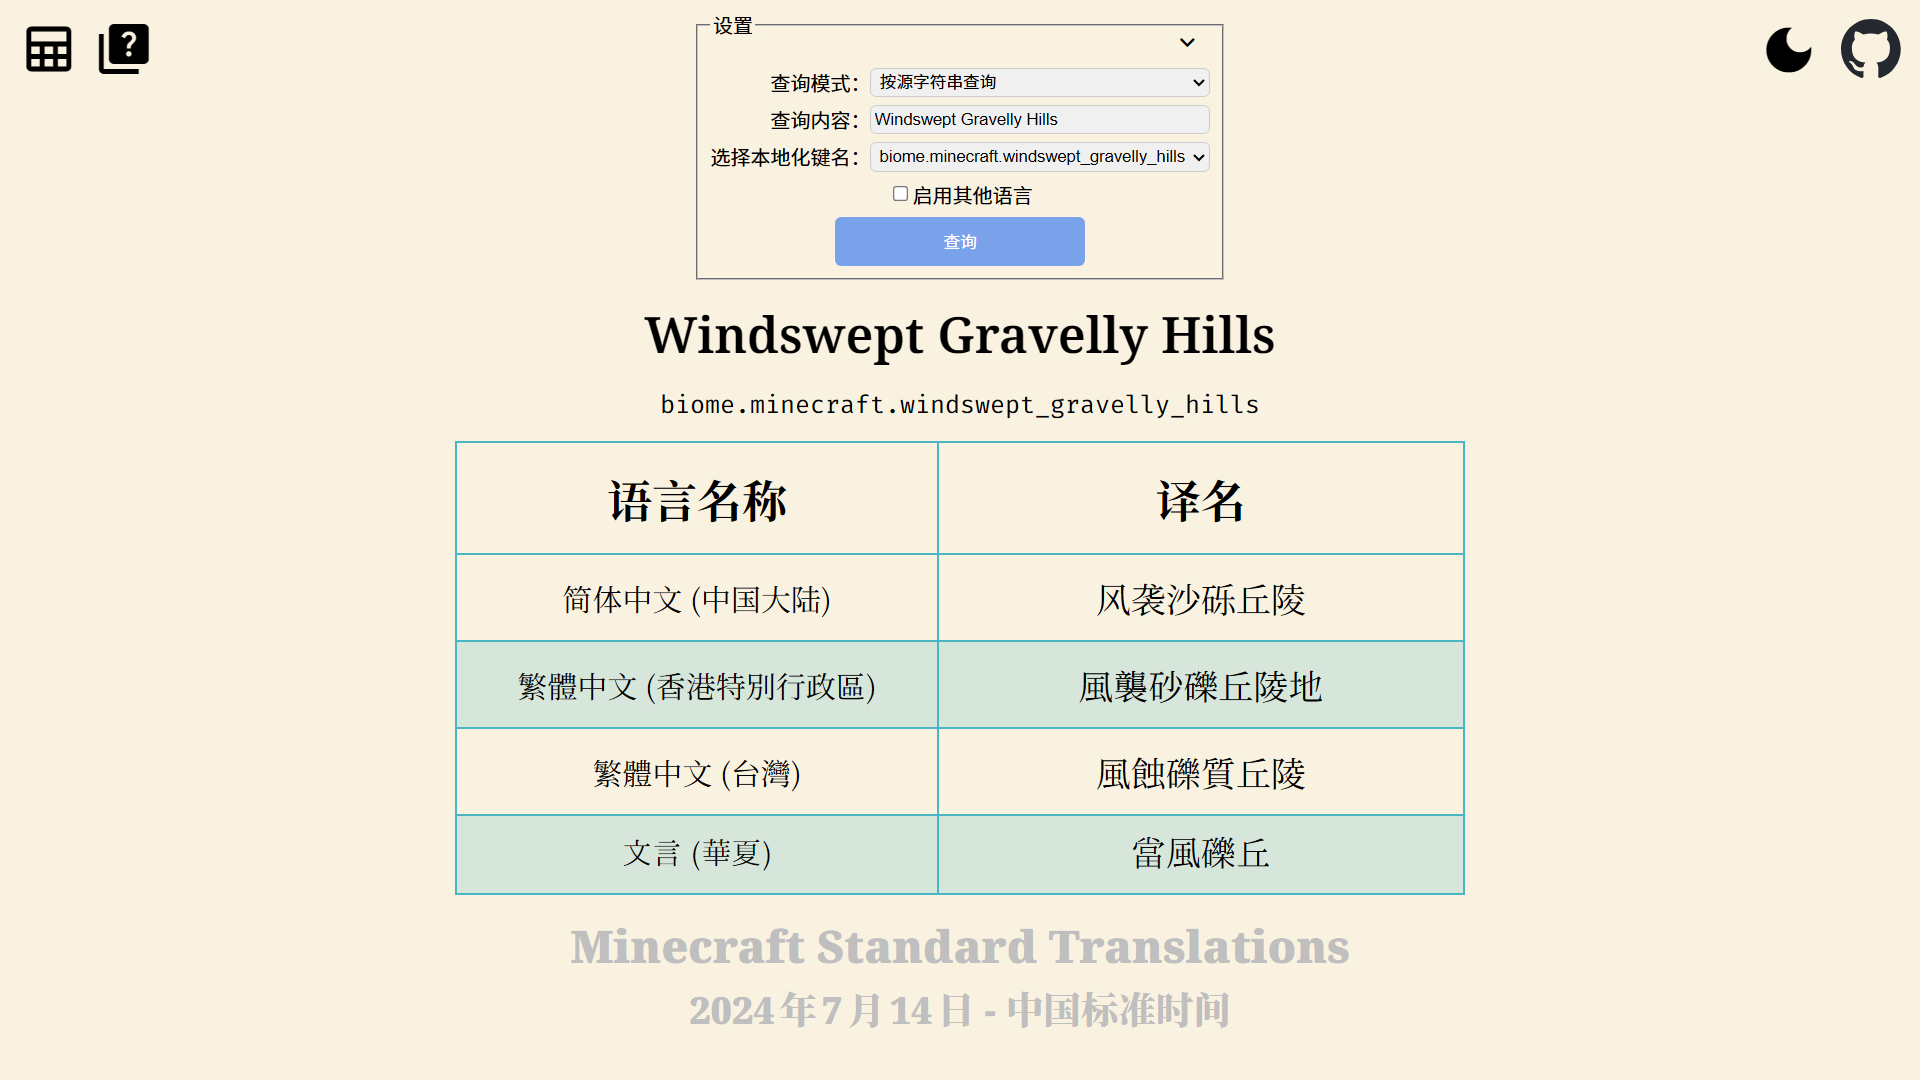 设置
查询模式： 按源字符串查询
查询内容： Windswept Gravelly Hills
选择本地化键名： biome.minecraft.windswept_gravelly_hills
启用其他语言
查询
Windswept Gravelly Hills
biome.minecraft.windswept_gravelly_hills
语言名称 译名
简体中文 (中国大陆) 风袭沙砾丘陵
繁體中文 (香港特別行政區) 風襲砂礫丘陵地
繁體中文 (台灣) 風蝕礫質丘陵
文言 (華夏) 當風礫丘
Minecraft Standard Translations
2024年7月14日 - 中国标准时间